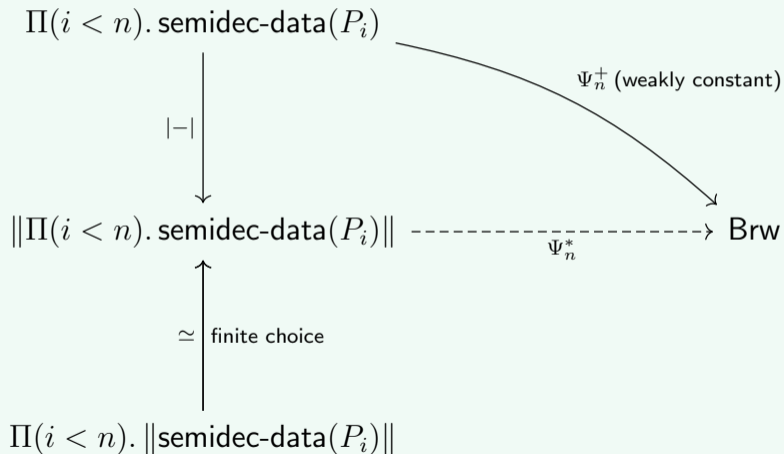 Π(i < n). semidec-data(P_i)
Ψ_n^+ (weakly constant)
|−|
‖Π(i < n). semidec-data(P_i)‖
Brw
Ψ_n^*
≃ finite choice
Π(i < n). ‖semidec-data(P_i)‖